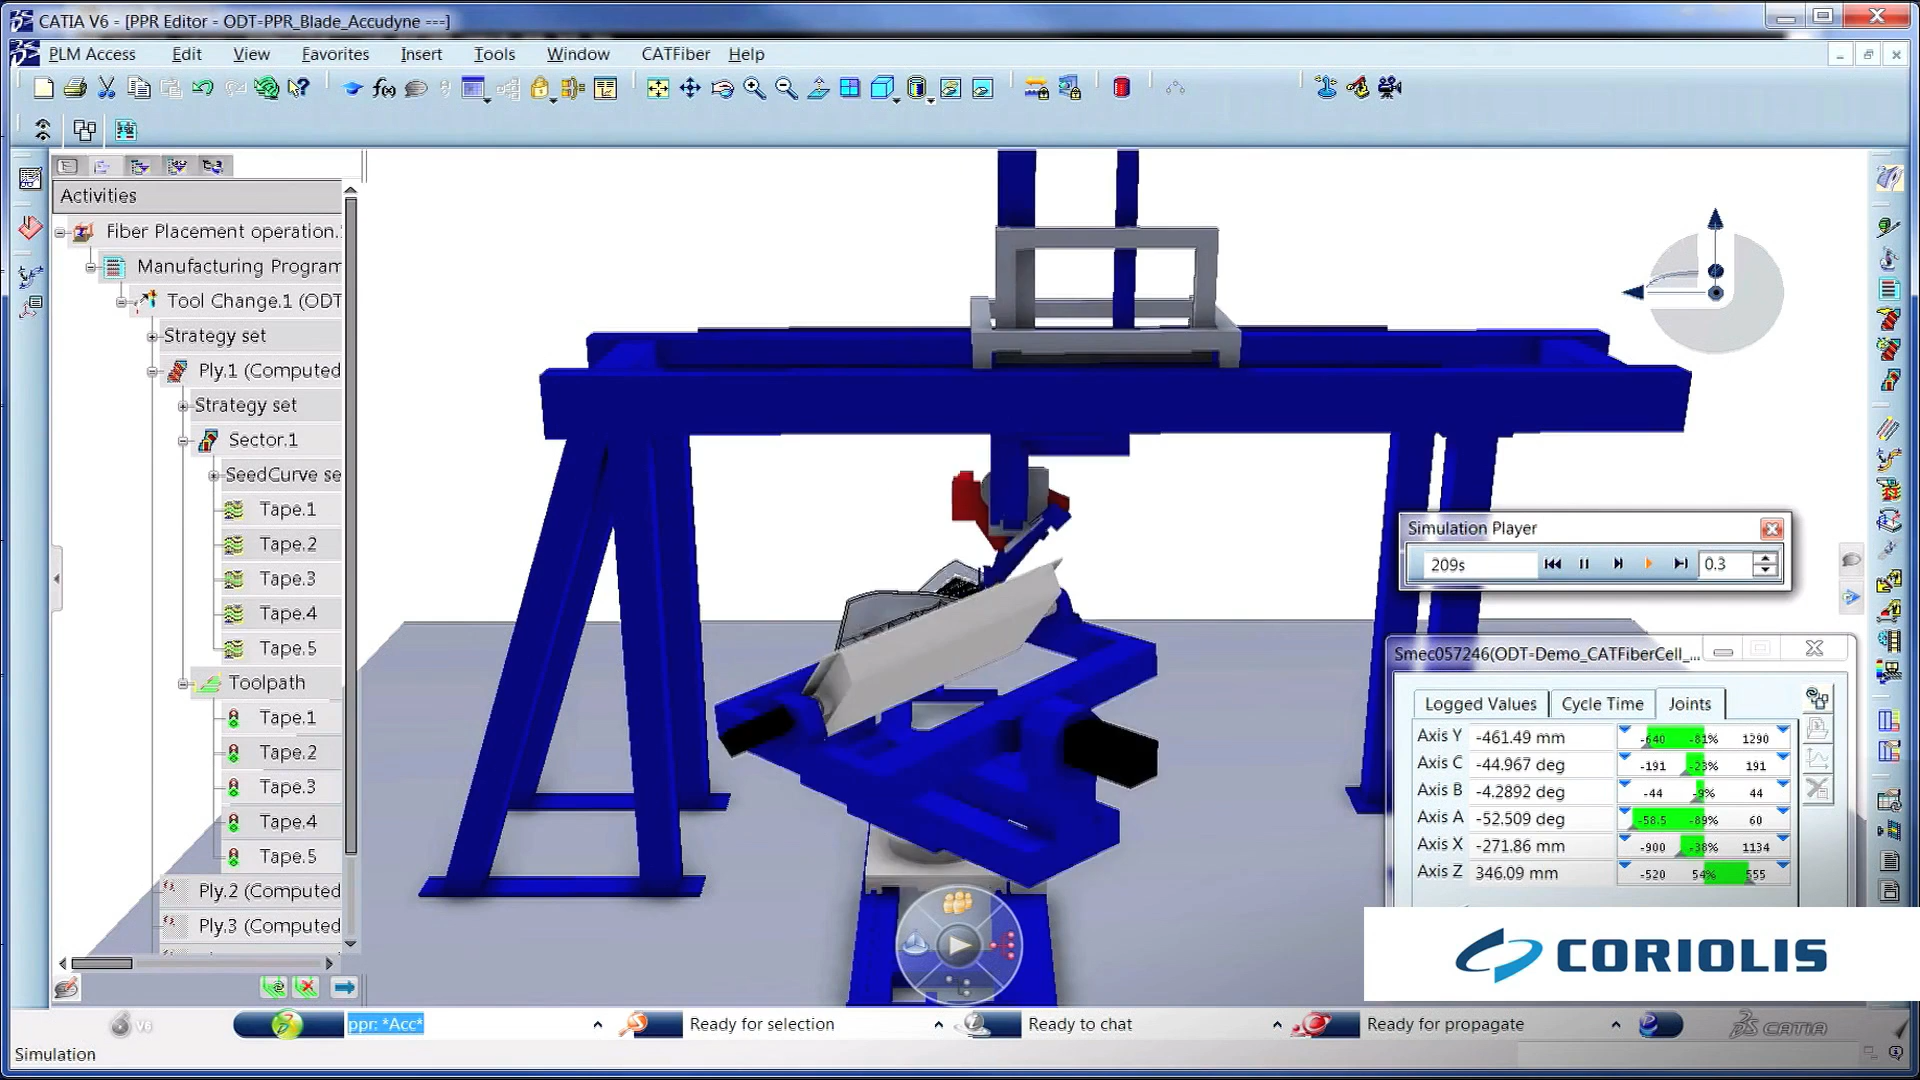 CATIA V6 - [PPR Editor - ODT-PPR_Blade_Accudyne ---]
PLM Access Edit View Favorites Insert Tools Window CATFiber Help
f(x)
Activities
Fiber Placement operation.
Manufacturing Program
Tool Change.1 (ODT
Strategy set
Ply.1 (Computed
Strategy set
Sector.1
SeedCurve se
Tape.1
Tape.2
Tape.3
Tape.4
Tape.5
Toolpath
Tape.1
Tape.2
Tape.3
Tape.4
Tape.5
Ply.2 (Computed
Ply.3 (Computed
Simulation Player
209s 0.3
Smec057246(ODT-Demo_CATFiberCell_...
Logged Values Cycle Time Joints
Axis Y -461.49 mm -640 -81% 1290
Axis C -44.967 deg -191 -23% 191
Axis B -4.2892 deg -44 -9% 44
Axis A -52.509 deg -58.5 -89% 60
Axis X -271.86 mm -900 -38% 1134
Axis Z 346.09 mm -520 54% 555
CORIOLIS
V6 ppr: *Acc* Ready for selection Ready to chat Ready for propagate CATIA
Simulation